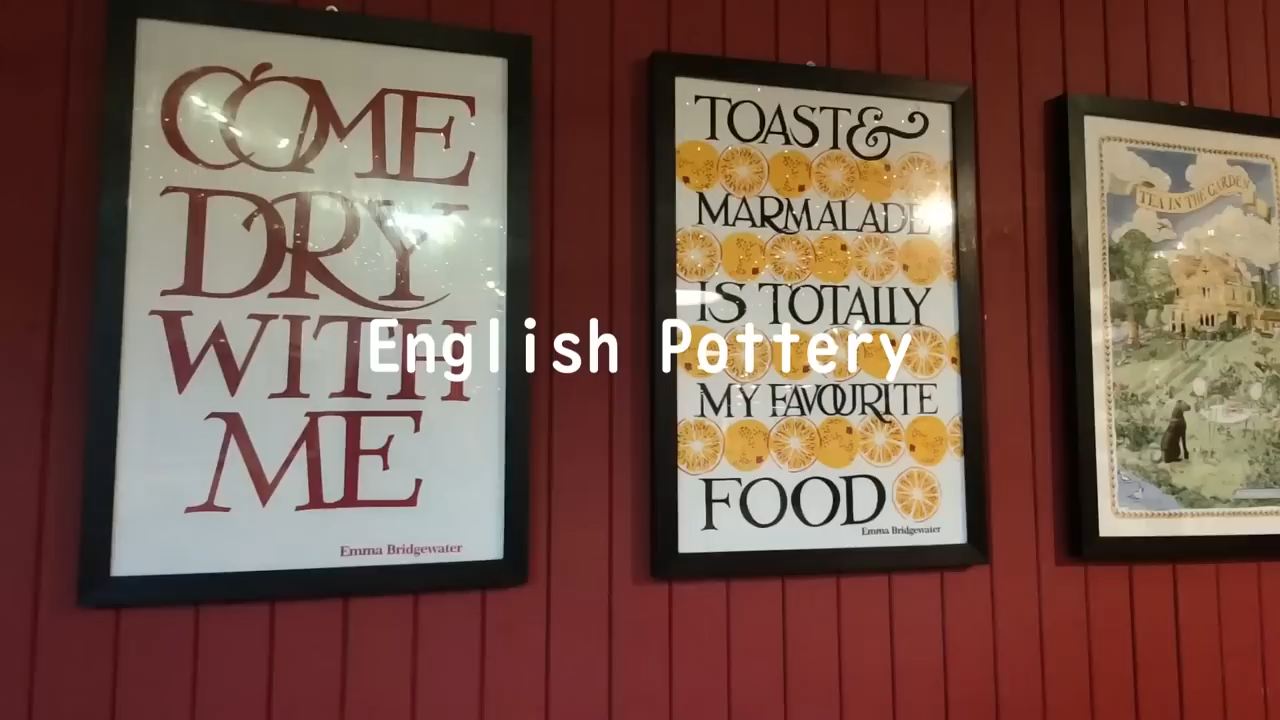 COME
DRY
WITH
ME
Emma Bridgewater
TOAST &
MARMALADE
IS TOTALLY
MY FAVOURITE
FOOD
Emma Bridgewater
TEA IN THE GARDEN
English Pottery